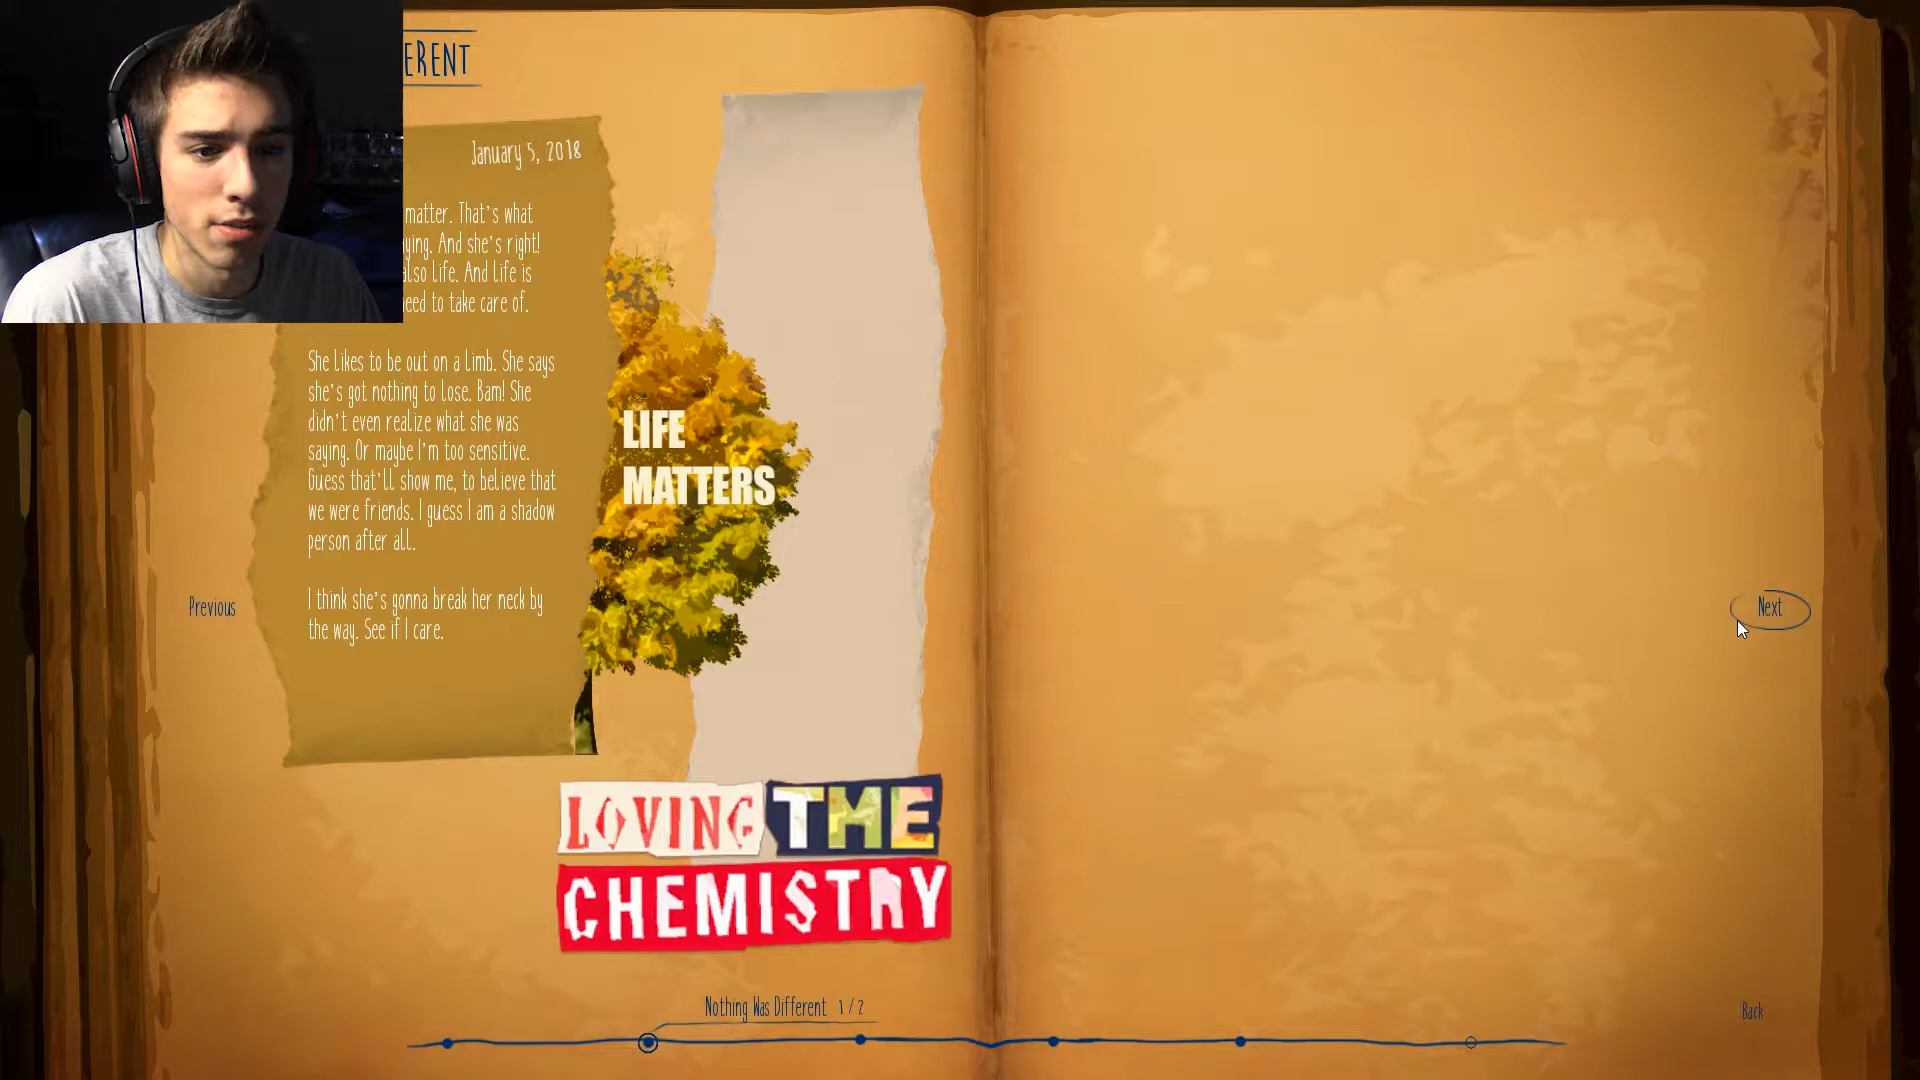 ERENT
January 5, 2018
matter. That's what
ying. And she's right!
also life. And life is
eed to take care of.
She likes to be out on a limb. She says
she's got nothing to lose. Bam! She
didn't even realize what she was
saying. Or maybe I'm too sensitive.
Guess that'll show me, to believe that
we were friends. I guess I am a shadow
person after all.
I think she's gonna break her neck by
the way. See if I care.
LIFE
MATTERS
LOVING THE
CHEMISTRY
Previous
Next
Nothing Was Different 1/2
Back